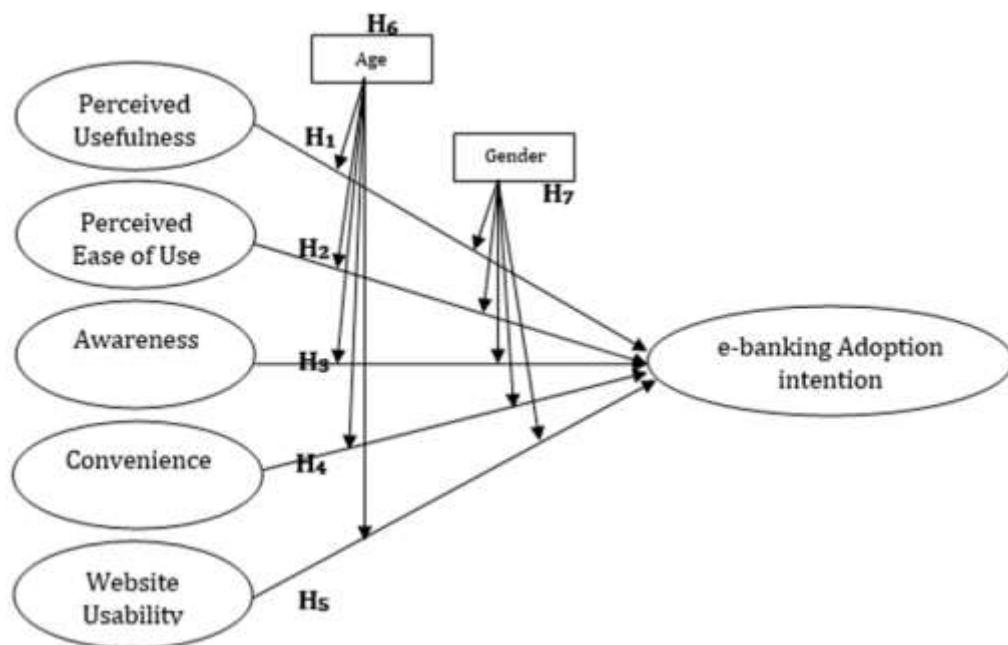 H₆
Age
Perceived
Usefulness
H₁
Gender
H₇
Perceived
Ease of Use
H₂
Awareness
H₃
e-banking Adoption
intention
Convenience
H₄
Website
Usability
H₅